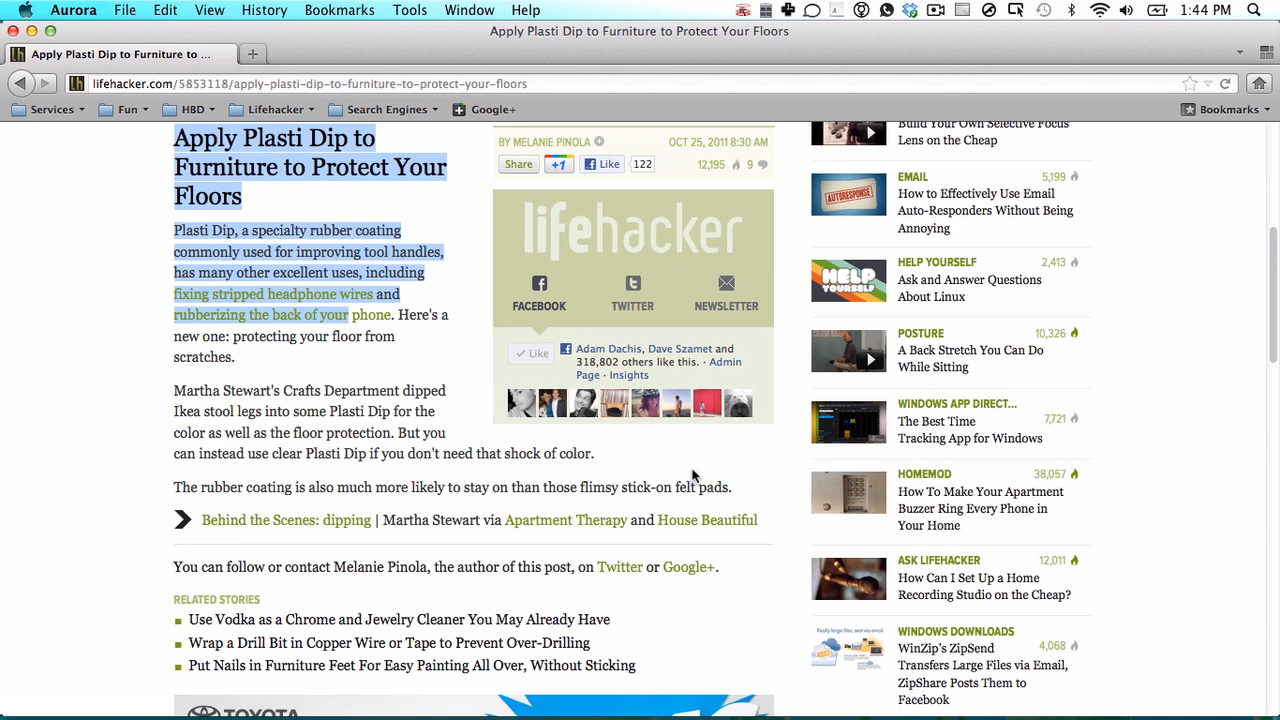 Aurora File Edit View History Bookmarks Tools Window Help 1:44 PM
Apply Plasti Dip to Furniture to Protect Your Floors
lh Apply Plasti Dip to Furniture to ...
lh lifehacker.com/5853118/apply-plasti-dip-to-furniture-to-protect-your-floors
Services Fun HBD Lifehacker Search Engines Google+ Bookmarks
Apply Plasti Dip to
Furniture to Protect Your
Floors
Plasti Dip, a specialty rubber coating
commonly used for improving tool handles,
has many other excellent uses, including
fixing stripped headphone wires and
rubberizing the back of your phone. Here's a
new one: protecting your floor from
scratches.
Martha Stewart's Crafts Department dipped
Ikea stool legs into some Plasti Dip for the
color as well as the floor protection. But you
can instead use clear Plasti Dip if you don't need that shock of color.
The rubber coating is also much more likely to stay on than those flimsy stick-on felt pads.
Behind the Scenes: dipping | Martha Stewart via Apartment Therapy and House Beautiful
You can follow or contact Melanie Pinola, the author of this post, on Twitter or Google+.
RELATED STORIES
Use Vodka as a Chrome and Jewelry Cleaner You May Already Have
Wrap a Drill Bit in Copper Wire or Tape to Prevent Over-Drilling
Put Nails in Furniture Feet For Easy Painting All Over, Without Sticking
TOYOTA
BY MELANIE PINOLA OCT 25, 2011 8:30 AM
Share +1 Like 122 12,195 9
lifehacker
FACEBOOK TWITTER NEWSLETTER
Like
Adam Dachis, Dave Szamet and
318,802 others like this. · Admin
Page · Insights
Build Your Own Selective Focus
Lens on the Cheap
EMAIL 5,199
AUTORESPONSE
How to Effectively Use Email
Auto-Responders Without Being
Annoying
HELP YOURSELF 2,413
HELP YOURSELF
Ask and Answer Questions
About Linux
POSTURE 10,326
A Back Stretch You Can Do
While Sitting
WINDOWS APP DIRECT... 7,721
The Best Time
Tracking App for Windows
HOMEMOD 38,057
How To Make Your Apartment
Buzzer Ring Every Phone in
Your Home
ASK LIFEHACKER 12,011
How Can I Set Up a Home
Recording Studio on the Cheap?
WINDOWS DOWNLOADS 4,068
Really large files, sent via email.
WinZip's ZipSend
Transfers Large Files via Email,
ZipShare Posts Them to
Facebook